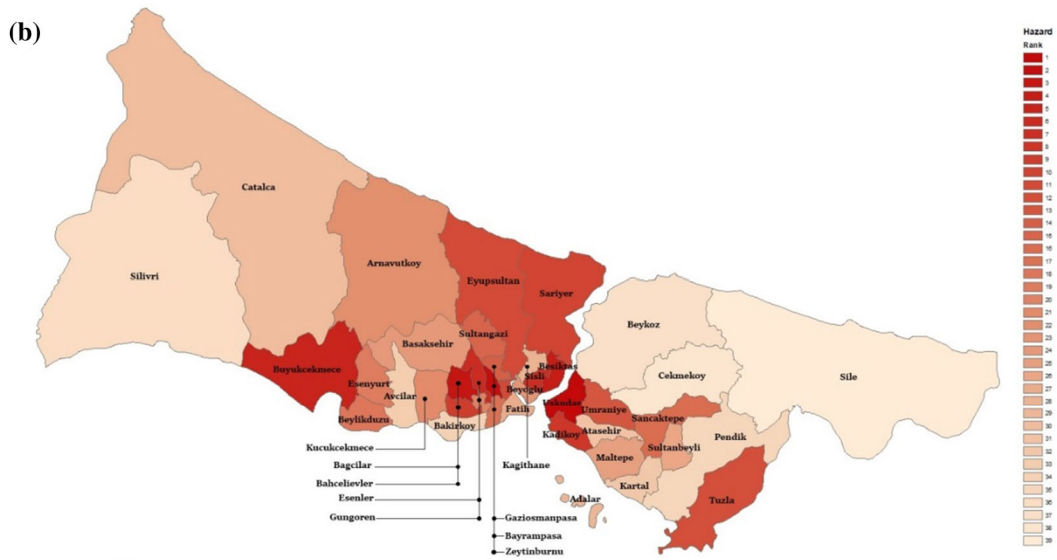 (b)
Hazard
Rank
1
2
3
4
5
6
7
8
9
10
11
12
13
14
15
16
17
18
19
20
21
22
23
24
25
26
27
28
29
30
31
32
33
34
35
36
37
38
39
Catalca
Silivri
Arnavutkoy
Eyupsultan
Sariyer
Beykoz
Sile
Cekmekoy
Sultangazi
Basaksehir
Buyukcekmece
Esenyurt
Avcilar
Beylikduzu
Bakirkoy
Besiktas
Sisli
Beyoglu
Fatih
Uskudar
Umraniye
Sancaktepe
Kadikoy
Atasehir
Sultanbeyli
Pendik
Maltepe
Kartal
Tuzla
Adalar
Kucukcekmece
Bagcilar
Bahcelievler
Esenler
Gungoren
Kagithane
Gaziosmanpasa
Bayrampasa
Zeytinburnu